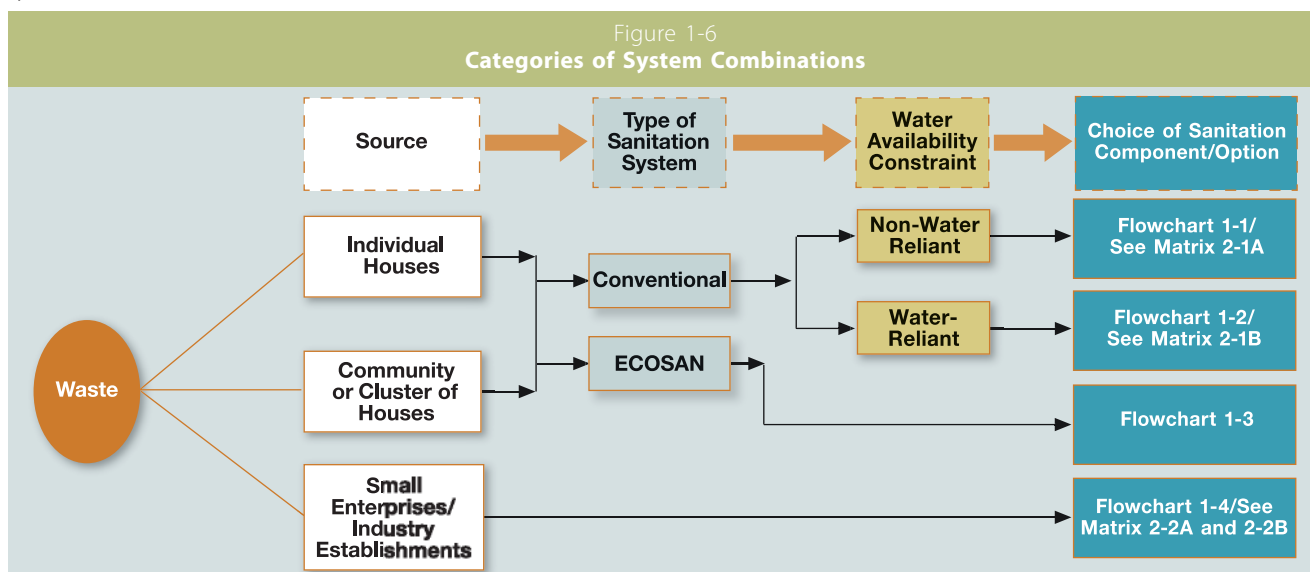 Figure 1-6
Categories of System Combinations
Source
Type of
Sanitation
System
Water
Availability
Constraint
Choice of Sanitation
Component/Option
Individual
Houses
Non-Water
Reliant
Flowchart 1-1/
See Matrix 2-1A
Conventional
Water-
Reliant
Flowchart 1-2/
See Matrix 2-1B
Waste
Community
or Cluster of
Houses
ECOSAN
Flowchart 1-3
Small
Enterprises/
Industry
Establishments
Flowchart 1-4/See
Matrix 2-2A and 2-2B